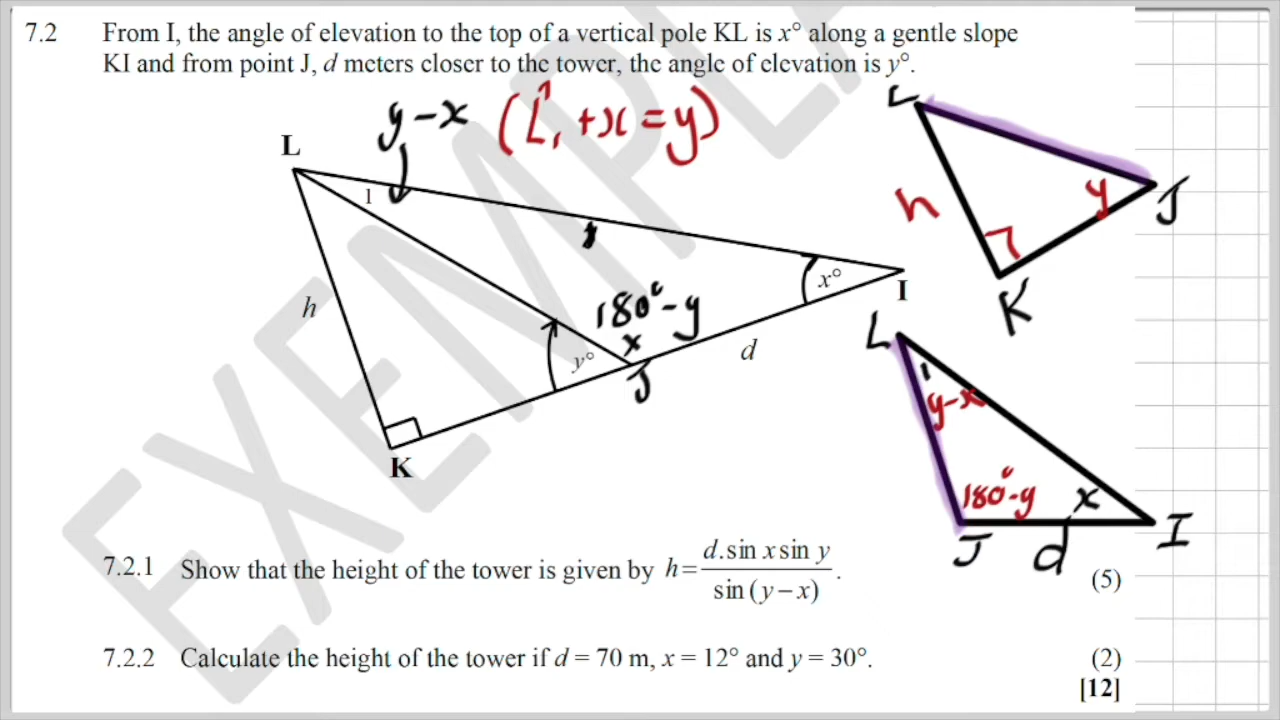 7.2 From I, the angle of elevation to the top of a vertical pole KL is x° along a gentle slope
KI and from point J, d meters closer to the tower, the angle of elevation is y°.
y-x (L̂₁ +x = y)
L
1
h
180°-y
x
y°
J
x°
I
d
K
L
h
y
J
K
L
1
y-x
180°-y
x
J
d
I
7.2.1 Show that the height of the tower is given by h= d.sin x sin y / sin (y − x) . (5)
7.2.2 Calculate the height of the tower if d = 70 m, x = 12° and y = 30°. (2)
[12]
EXEMPLA